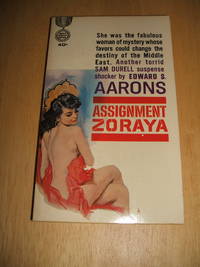 40¢
She was the fabulous
woman of mystery whose
favors could change the
destiny of the Middle
East. Another torrid
SAM DURELL suspense
shocker by EDWARD S.
AARONS
ASSIGNMENT
ZORAYA